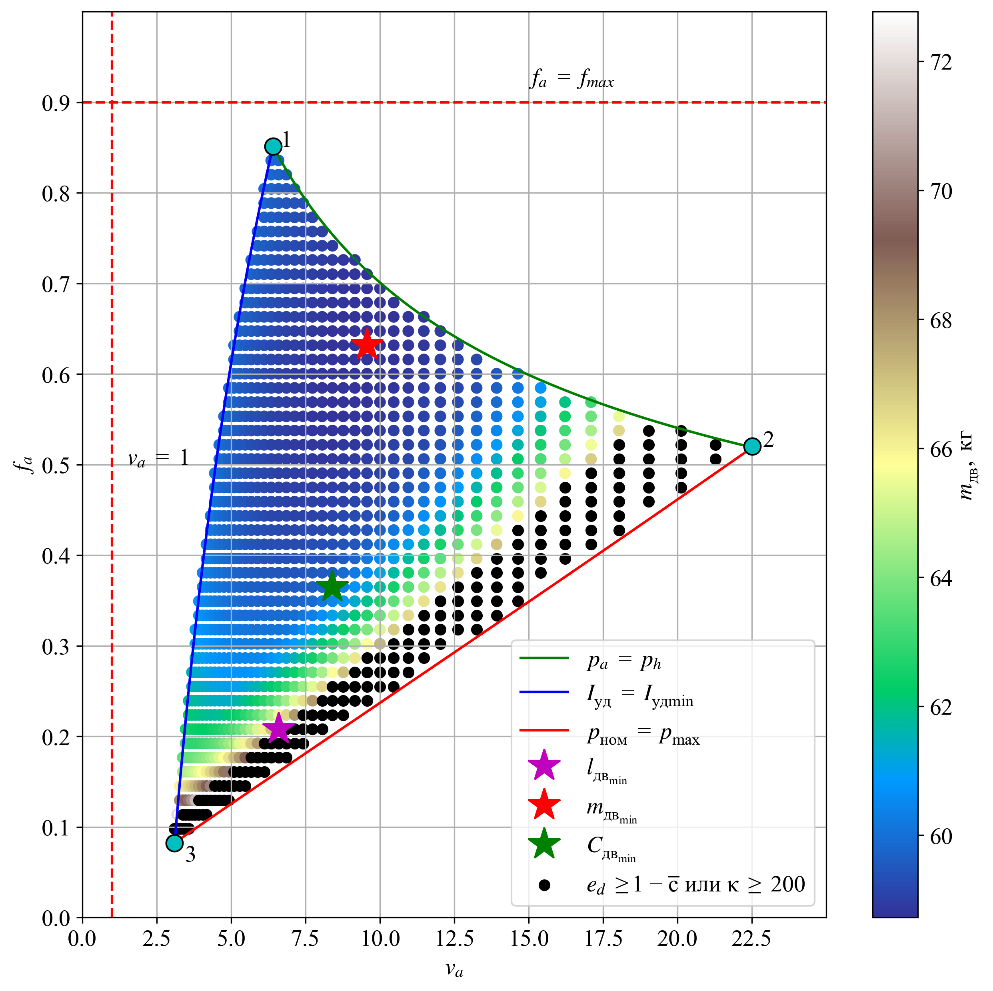 f_a = f_max
0.9
0.8
0.7
0.6
0.5
0.4
0.3
0.2
0.1
0.0
f_a
1
2
3
v_a = 1
p_a = p_h
I_уд = I_удmin
p_ном = p_max
l_двmin
m_двmin
C_двmin
e_d ≥ 1 − c̅ или κ ≥ 200
0.0 2.5 5.0 7.5 10.0 12.5 15.0 17.5 20.0 22.5
v_a
72
70
68
66
64
62
60
m_дв, кг